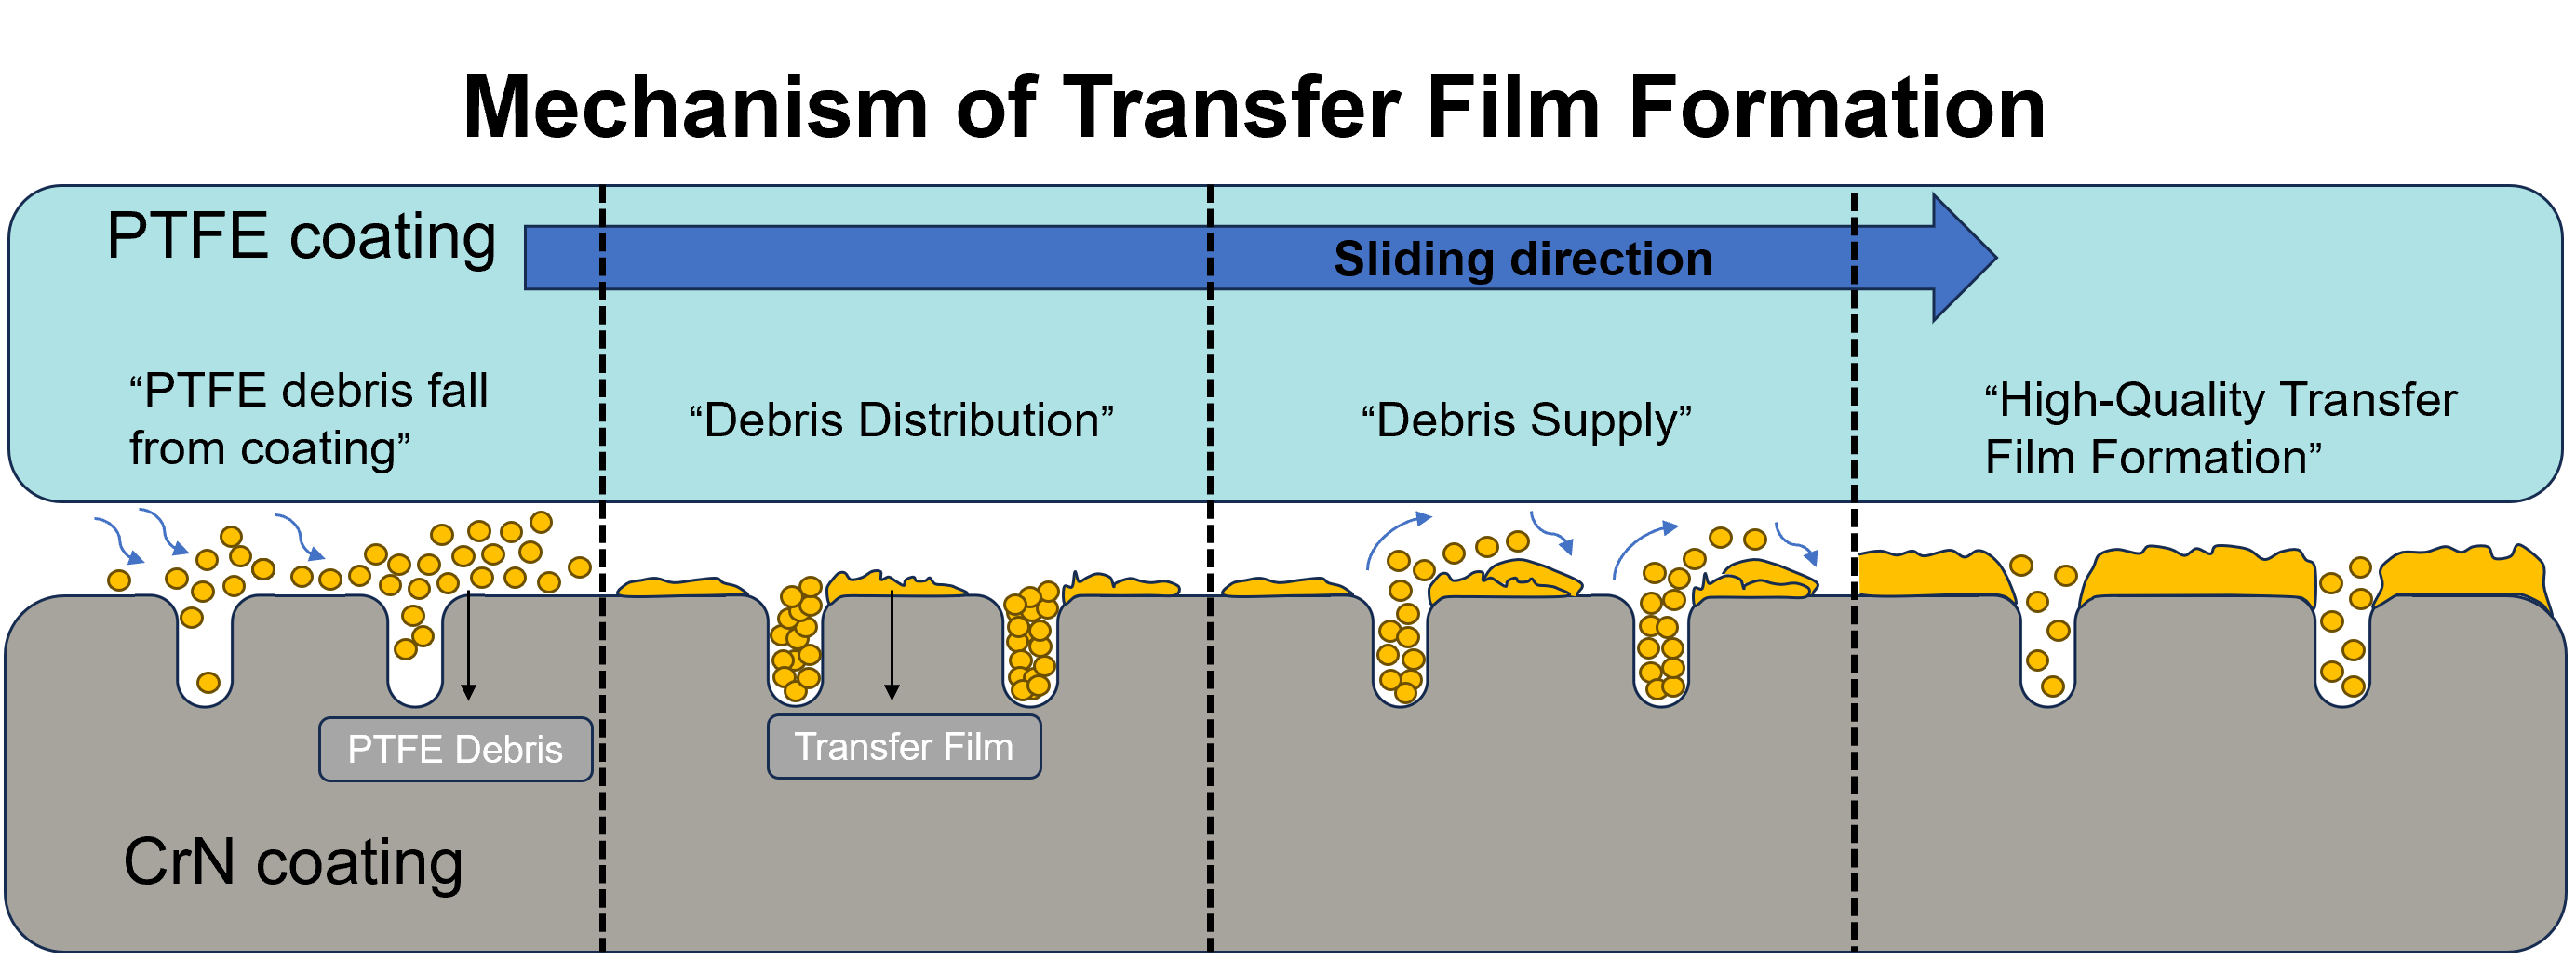 Mechanism of Transfer Film Formation
PTFE coating
Sliding direction
“PTFE debris fall
from coating”
“Debris Distribution”
“Debris Supply”
“High-Quality Transfer
Film Formation”
PTFE Debris
Transfer Film
CrN coating